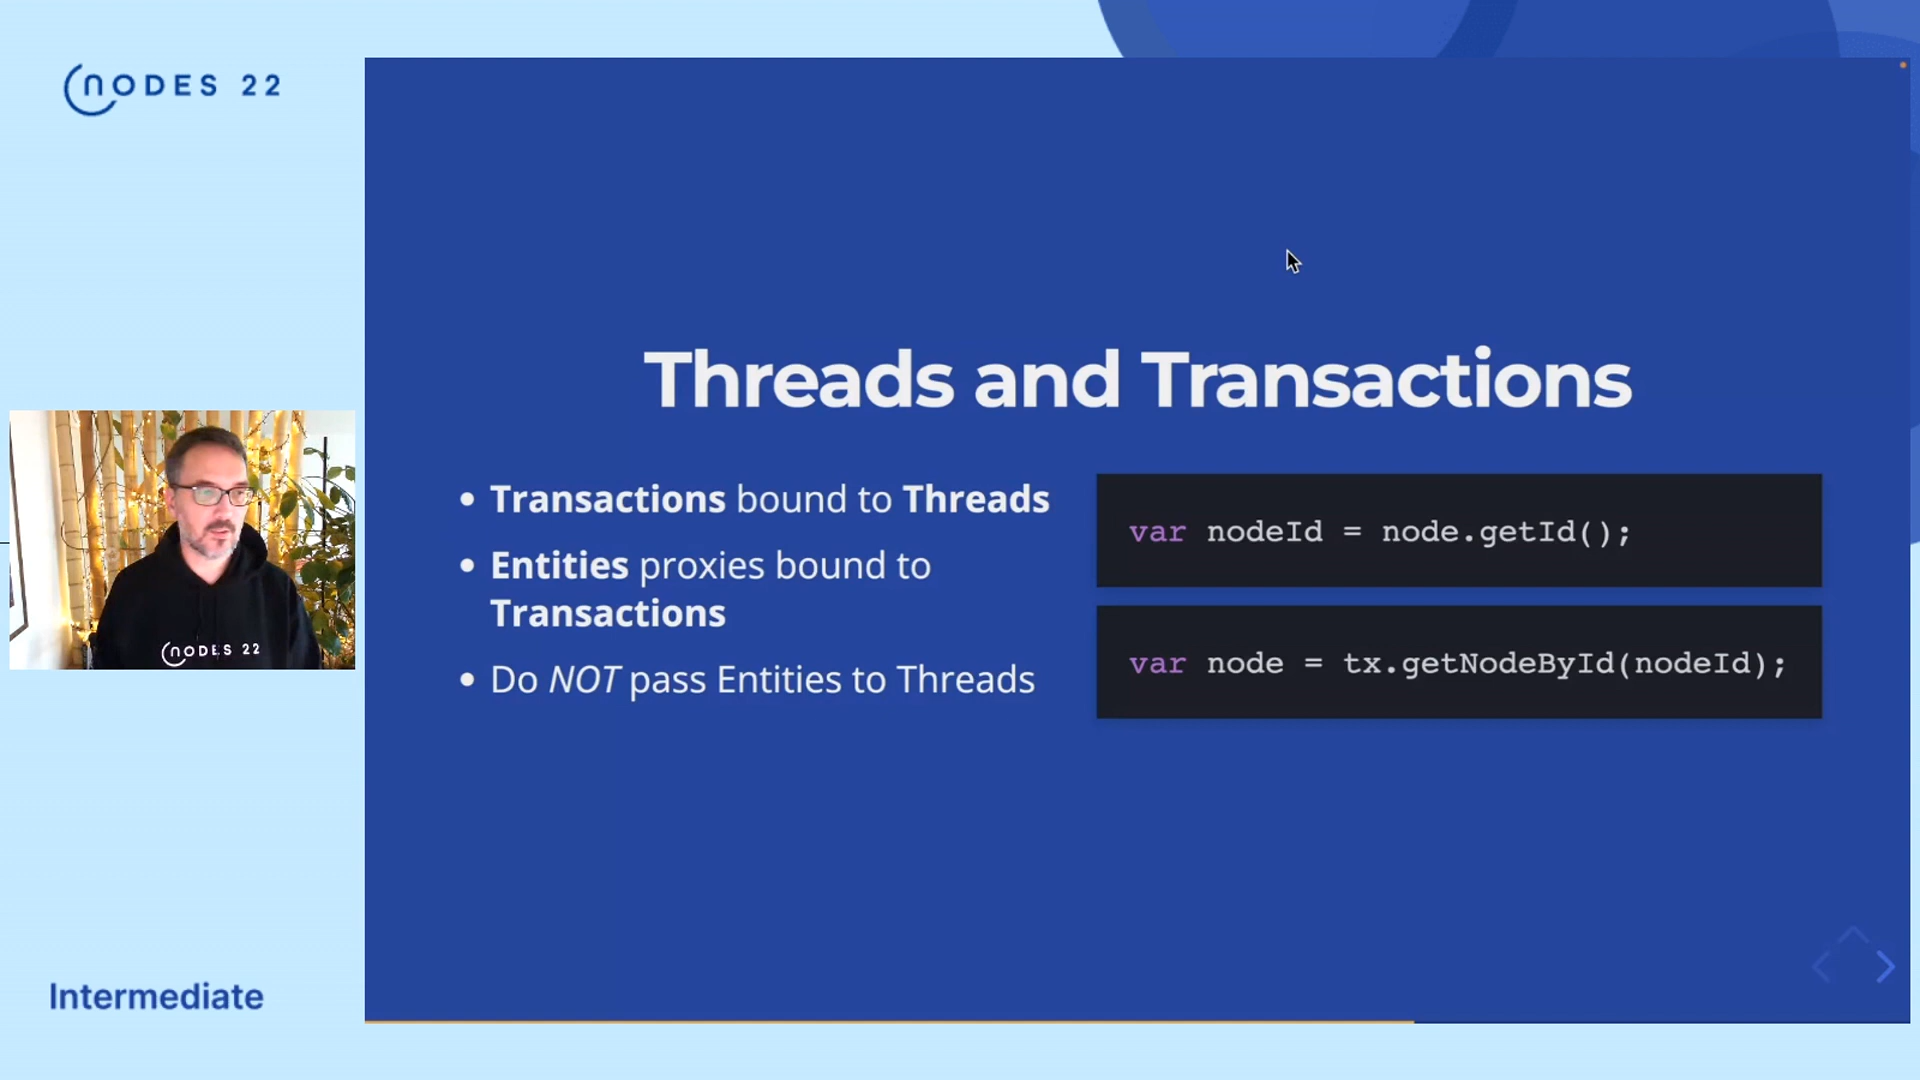 NODES 22
Threads and Transactions
• Transactions bound to Threads
• Entities proxies bound to
Transactions
• Do NOT pass Entities to Threads
var nodeId = node.getId();
var node = tx.getNodeById(nodeId);
NODES 22
Intermediate